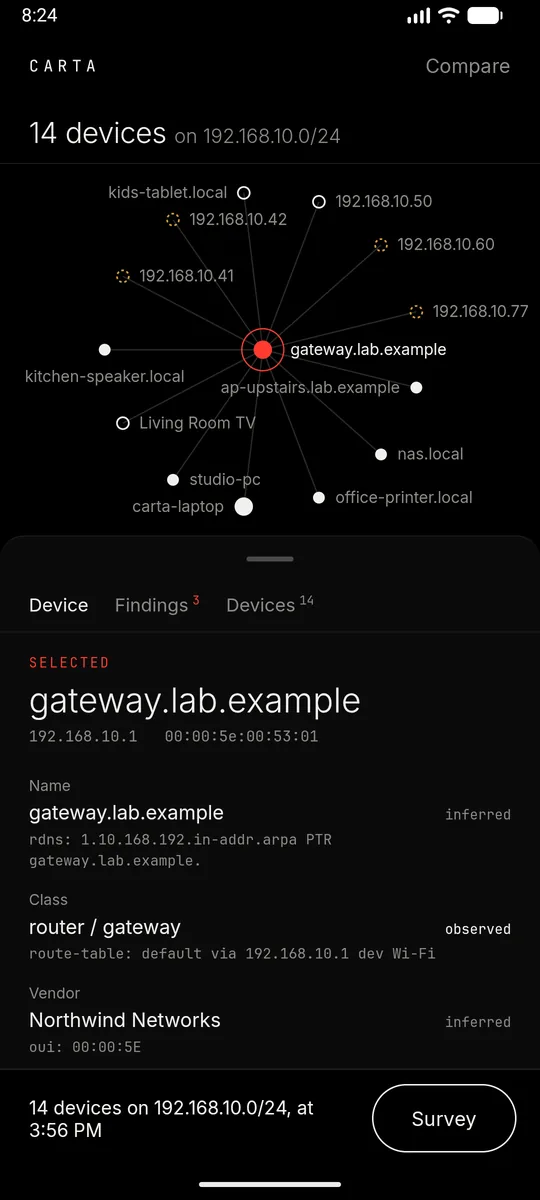 8:24
CARTA
Compare
14 devices on 192.168.10.0/24
kids-tablet.local
192.168.10.50
192.168.10.42
192.168.10.60
192.168.10.41
192.168.10.77
gateway.lab.example
kitchen-speaker.local
ap-upstairs.lab.example
Living Room TV
nas.local
studio-pc
office-printer.local
carta-laptop
Device Findings 3 Devices 14
SELECTED
gateway.lab.example
192.168.10.1 00:00:5e:00:53:01
Name
gateway.lab.example inferred
rdns: 1.10.168.192.in-addr.arpa PTR
gateway.lab.example.
Class
router / gateway observed
route-table: default via 192.168.10.1 dev Wi-Fi
Vendor
Northwind Networks inferred
oui: 00:00:5E
14 devices on 192.168.10.0/24, at
3:56 PM
Survey